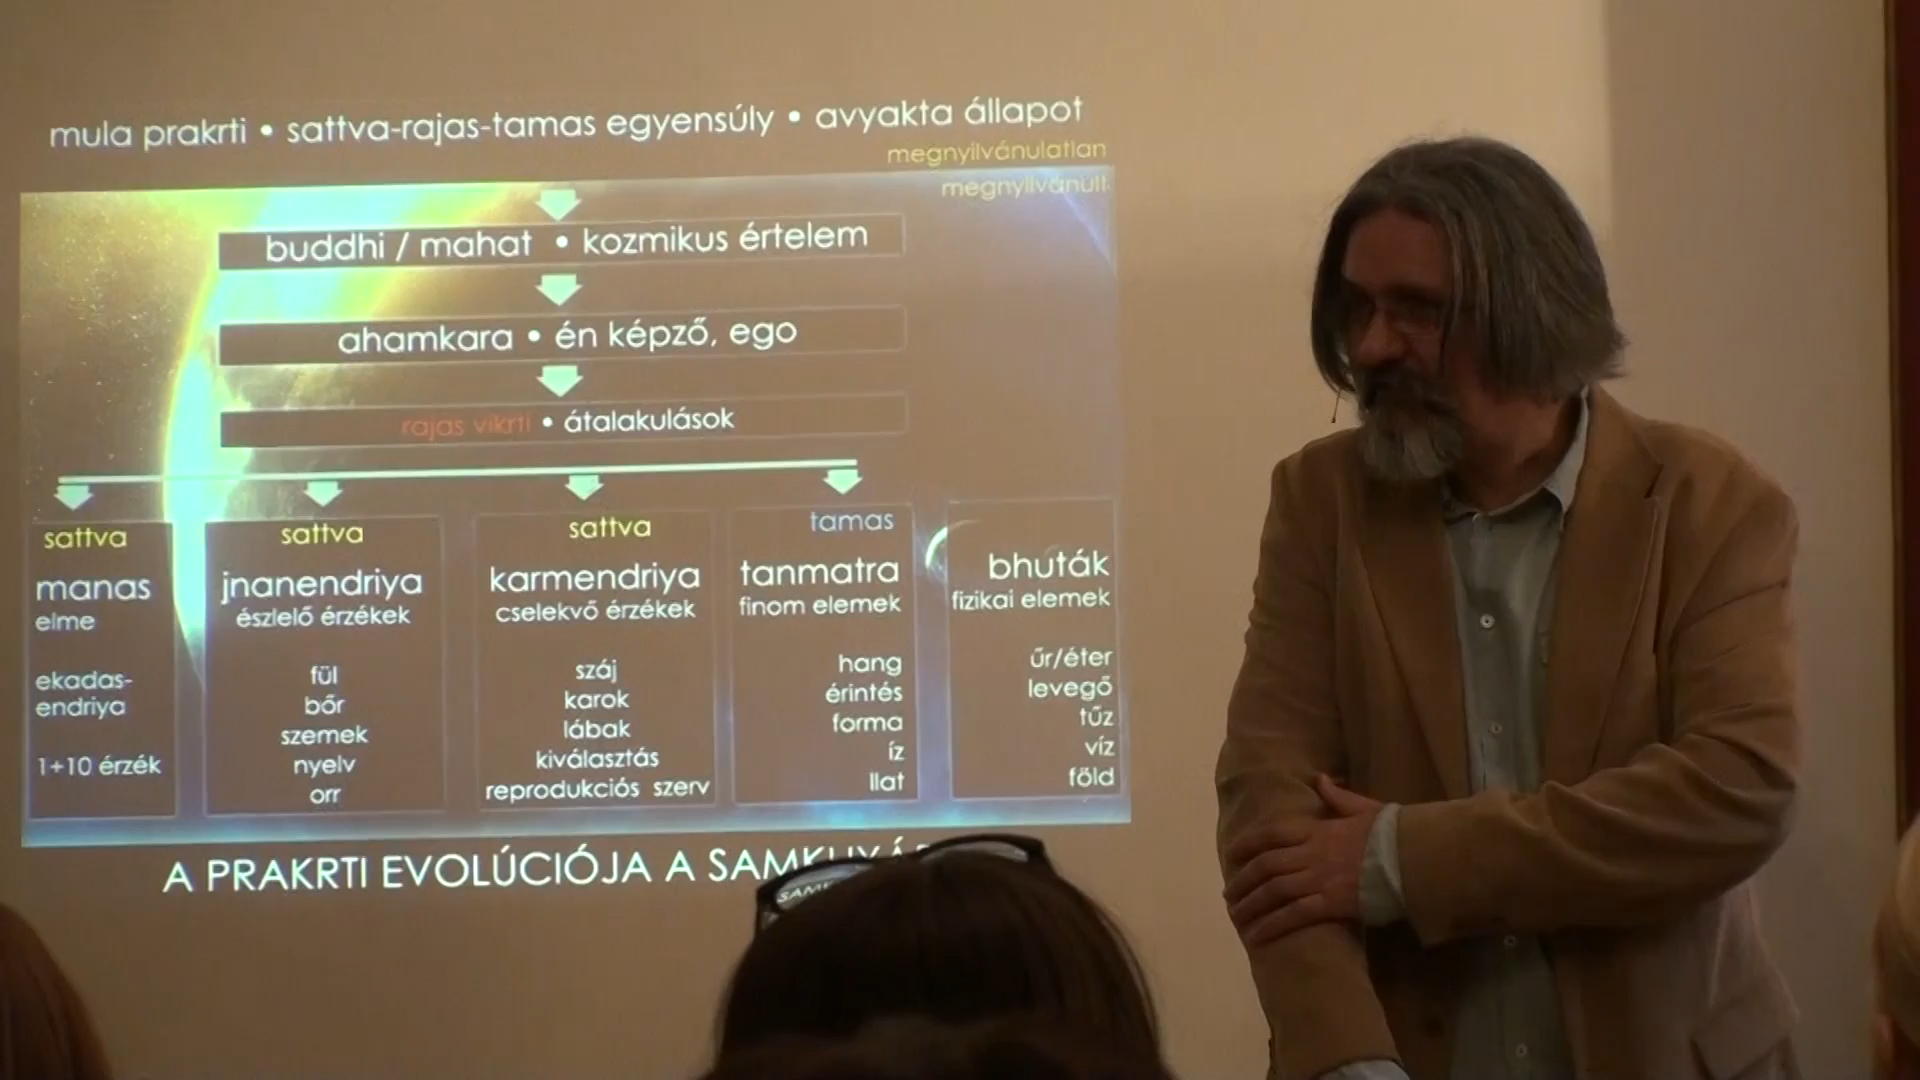 mula prakrti • sattva-rajas-tamas egyensúly • avyakta állapot
megnyilvánulatlan
megnyilvánult
buddhi / mahat • kozmikus értelem
ahamkara • én képző, ego
rajas vikrti • átalakulások
sattva
manas
elme
ekadas-
endriya
1+10 érzék
sattva
jnanendriya
észlelő érzékek
fül
bőr
szemek
nyelv
orr
sattva
karmendriya
cselekvő érzékek
száj
karok
lábak
kiválasztás
reprodukciós szerv
tamas
tanmatra
finom elemek
hang
érintés
forma
íz
llat
bhuták
fizikai elemek
űr/éter
levegő
tűz
víz
föld
A PRAKRTI EVOLÚCIÓJA A